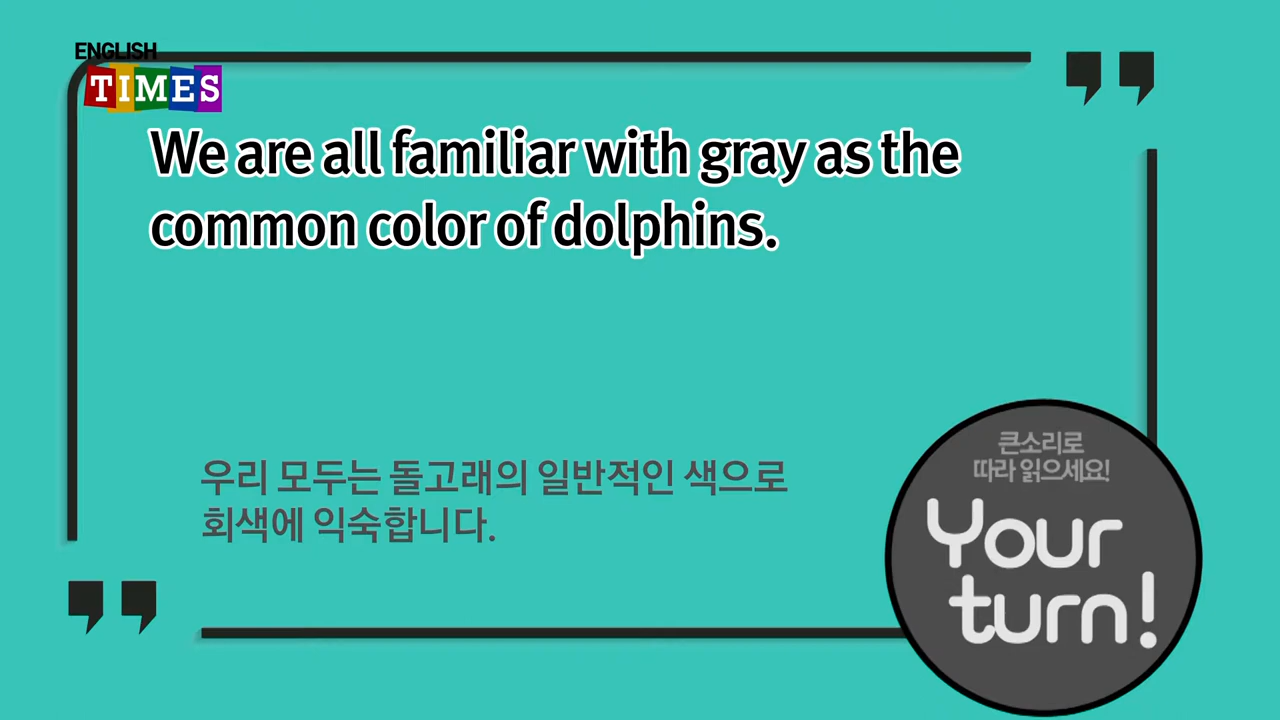 ENGLISH
TIMES
We are all familiar with gray as the
common color of dolphins.
우리 모두는 돌고래의 일반적인 색으로
회색에 익숙합니다.
큰소리로
따라 읽으세요!
Your
turn!